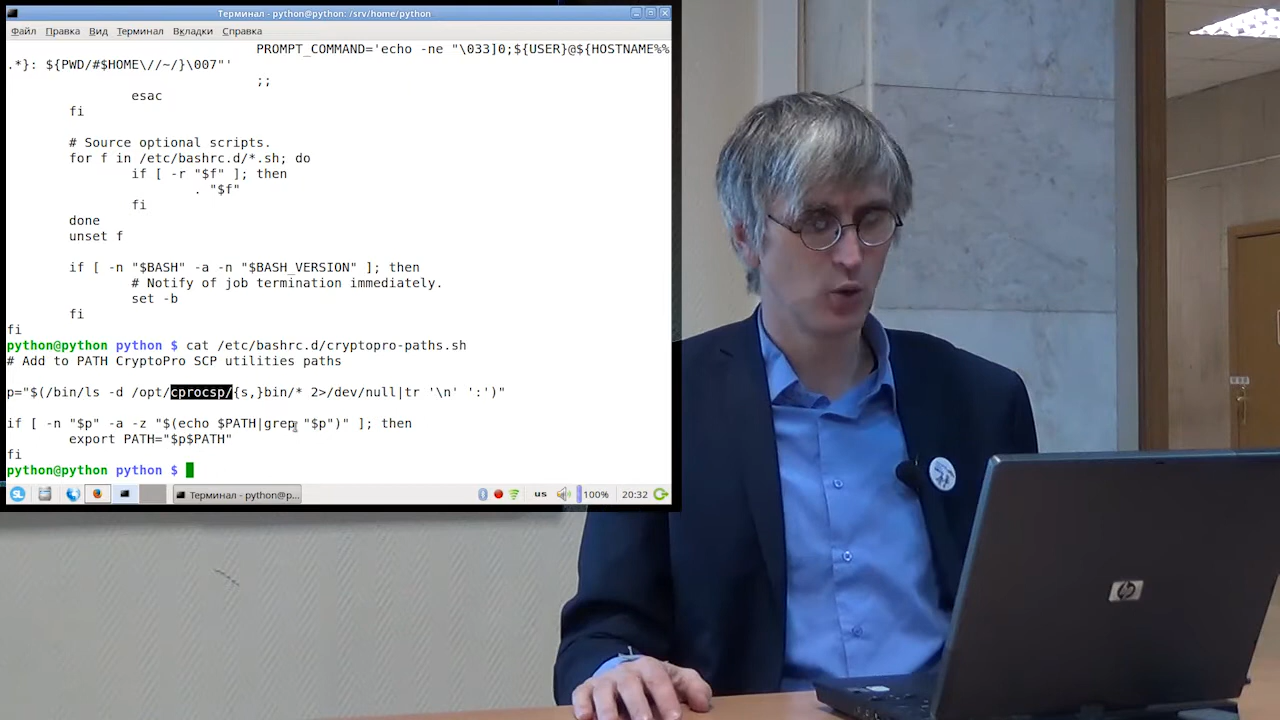 Терминал - python@python: /srv/home/python
Файл Правка Вид Терминал Вкладки Справка
PROMPT_COMMAND='echo -ne "\033]0;${USER}@${HOSTNAME%%
.*}: ${PWD/#$HOME\//~/}\007"'
;;
esac
fi
# Source optional scripts.
for f in /etc/bashrc.d/*.sh; do
if [ -r "$f" ]; then
. "$f"
fi
done
unset f
if [ -n "$BASH" -a -n "$BASH_VERSION" ]; then
# Notify of job termination immediately.
set -b
fi
fi
python@python python $ cat /etc/bashrc.d/cryptopro-paths.sh
# Add to PATH CryptoPro SCP utilities paths
p="$(/bin/ls -d /opt/cprocsp/{s,}bin/* 2>/dev/null|tr '\n' ':')"
if [ -n "$p" -a -z "$(echo $PATH|grep "$p")" ]; then
export PATH="$p$PATH"
fi
python@python python $
Терминал - python@p... us 100% 20:32
hp